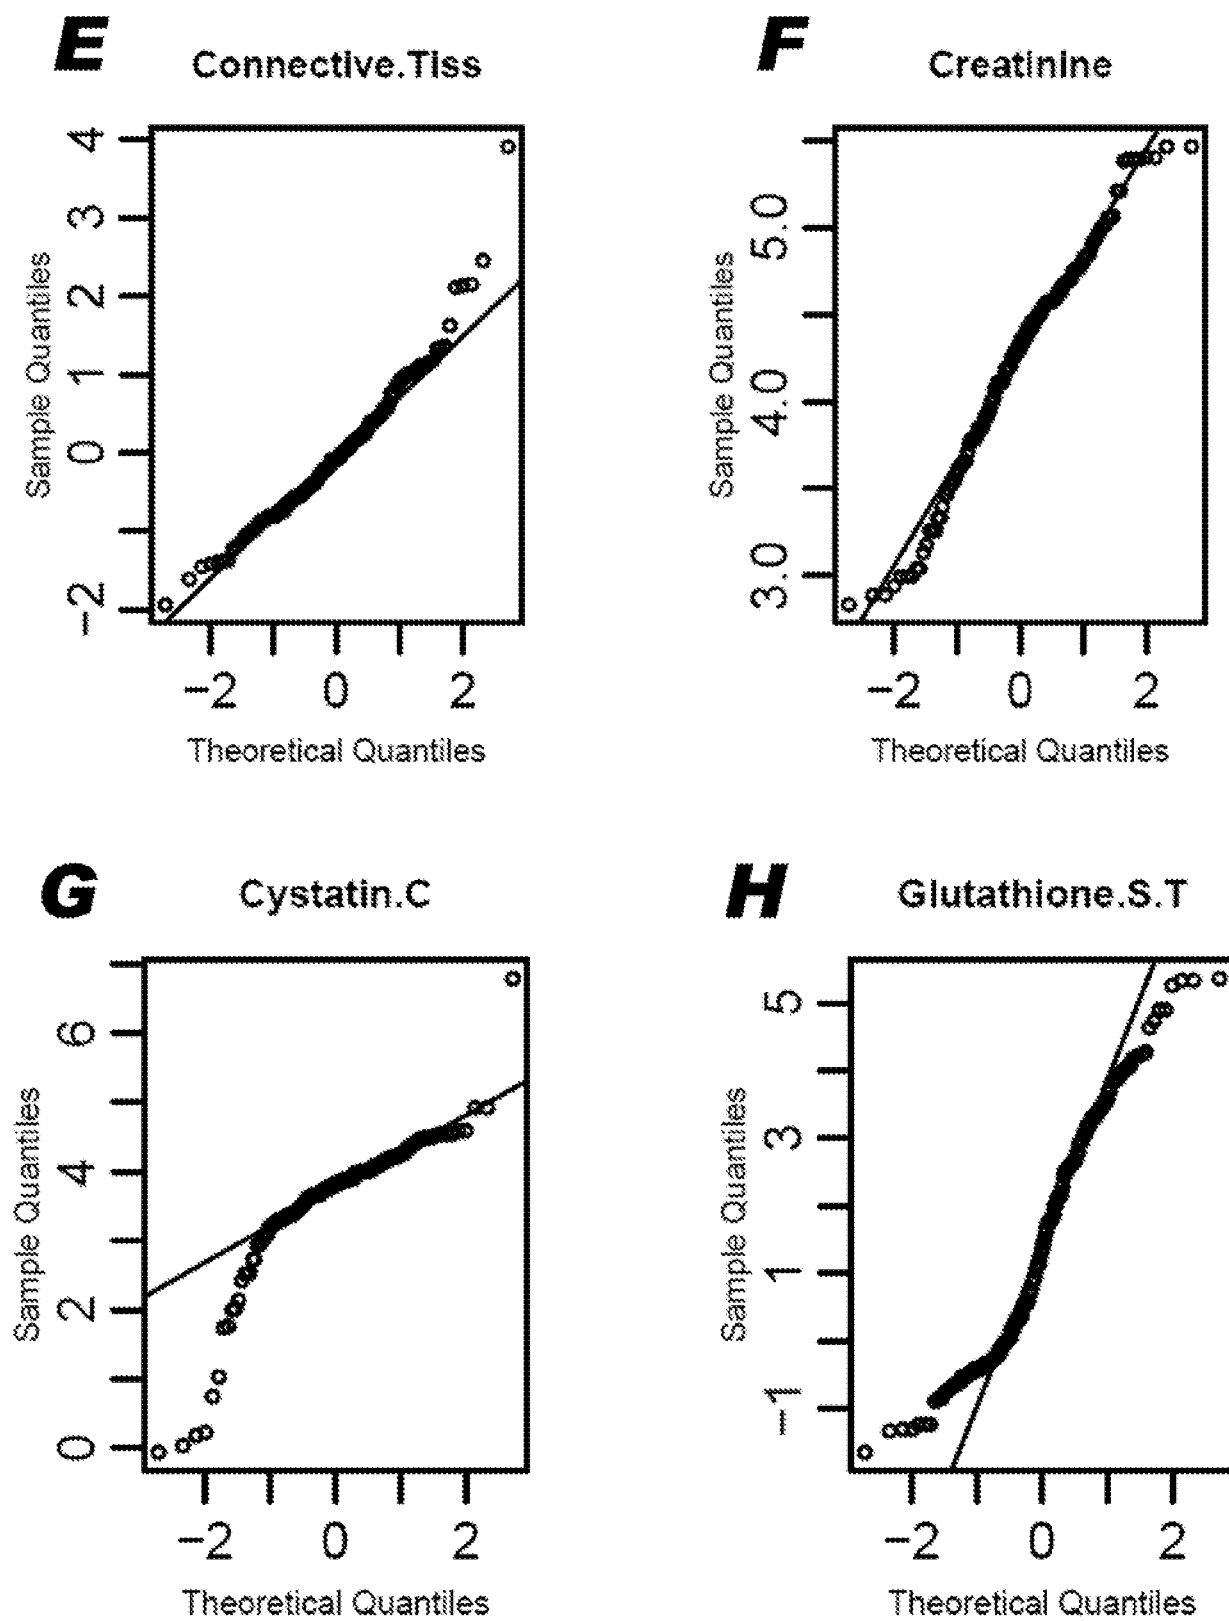 E Connective.Tiss
4
3
2
1
0
−2
Sample Quantiles
−2 0 2
Theoretical Quantiles
F Creatinine
5.0
4.0
3.0
Sample Quantiles
−2 0 2
Theoretical Quantiles
G Cystatin.C
6
4
2
0
Sample Quantiles
−2 0 2
Theoretical Quantiles
H Glutathione.S.T
5
3
1
−1
Sample Quantiles
−2 0 2
Theoretical Quantiles